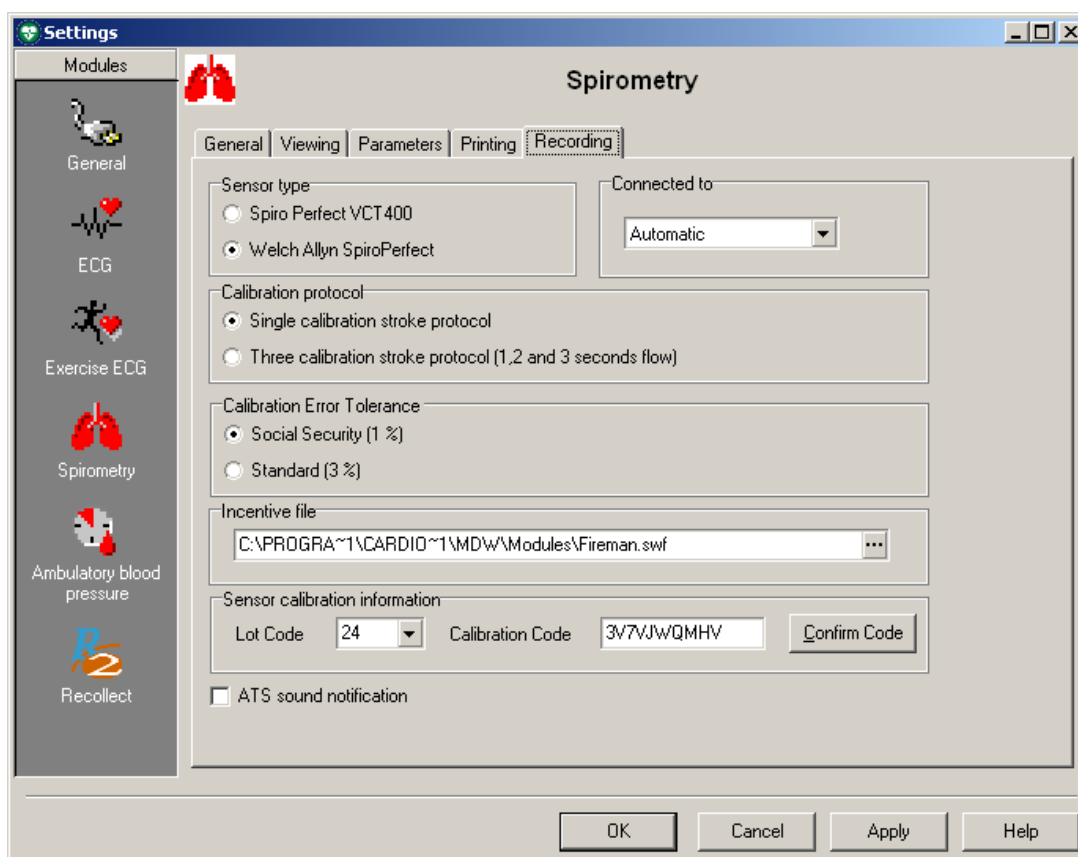 Settings
Modules
General
ECG
Exercise ECG
Spirometry
Ambulatory blood
pressure
R2
Recollect
Spirometry
General Viewing Parameters Printing Recording
Sensor type
Spiro Perfect VCT400
Welch Allyn SpiroPerfect
Connected to
Automatic
Calibration protocol
Single calibration stroke protocol
Three calibration stroke protocol (1,2 and 3 seconds flow)
Calibration Error Tolerance
Social Security (1 %)
Standard (3 %)
Incentive file
C:\PROGRA~1\CARDIO~1\MDW\Modules\Fireman.swf ...
Sensor calibration information
Lot Code 24 Calibration Code 3V7VJWQMHV Confirm Code
ATS sound notification
OK Cancel Apply Help